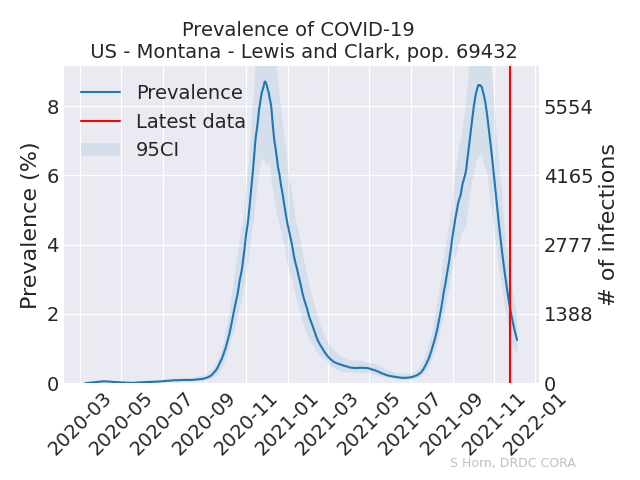 Prevalence of COVID-19
US - Montana - Lewis and Clark, pop. 69432
Prevalence
Latest data
95CI
Prevalence (%)
8
6
4
2
0
5554
4165
2777
1388
0
# of infections
2020-03
2020-05
2020-07
2020-09
2020-11
2021-01
2021-03
2021-05
2021-07
2021-09
2021-11
2022-01
S Horn, DRDC CORA